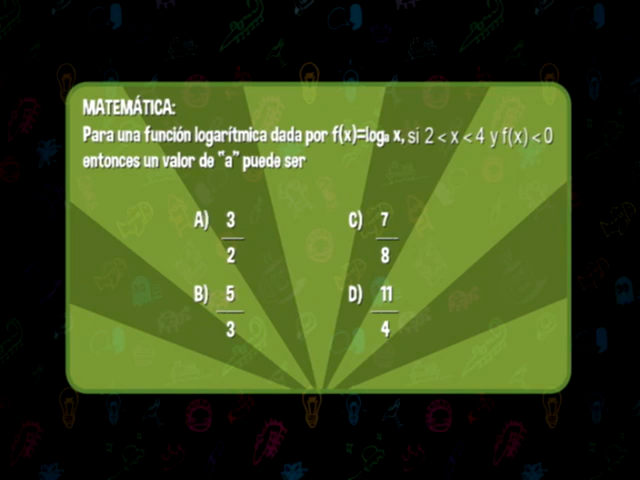 MATEMÁTICA:
Para una función logarítmica dada por f(x)=logₐ x, si 2 < x < 4 y f(x) < 0
entonces un valor de "a" puede ser
A) 3/2 C) 7/8
B) 5/3 D) 11/4